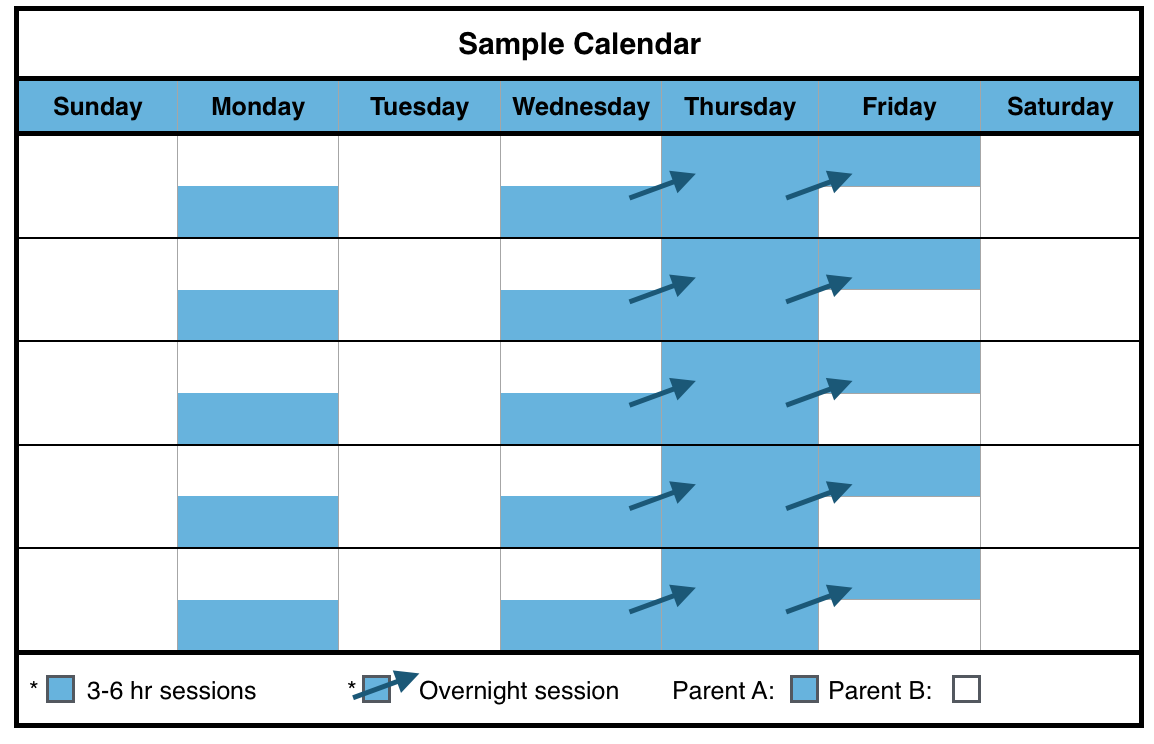 Sample Calendar
Sunday Monday Tuesday Wednesday Thursday Friday Saturday
* 3-6 hr sessions * Overnight session Parent A: Parent B: